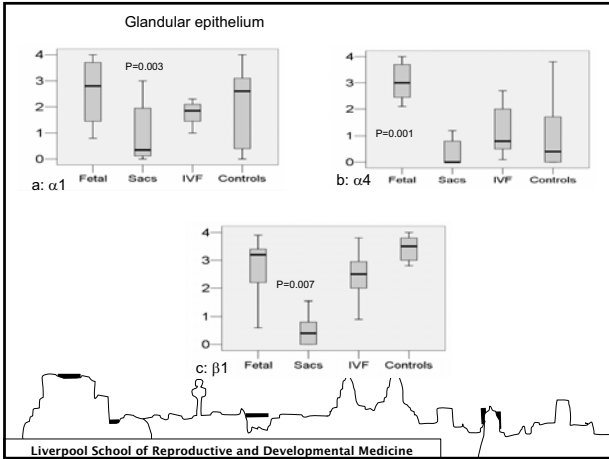 Glandular epithelium
4
3
2
1
0
P=0.003
Fetal Sacs IVF Controls
a: α1
4
3
2
1
0
P=0.001
Fetal Sacs IVF Controls
b: α4
4
3
2
1
0
P=0.007
Fetal Sacs IVF Controls
c: β1
Liverpool School of Reproductive and Developmental Medicine